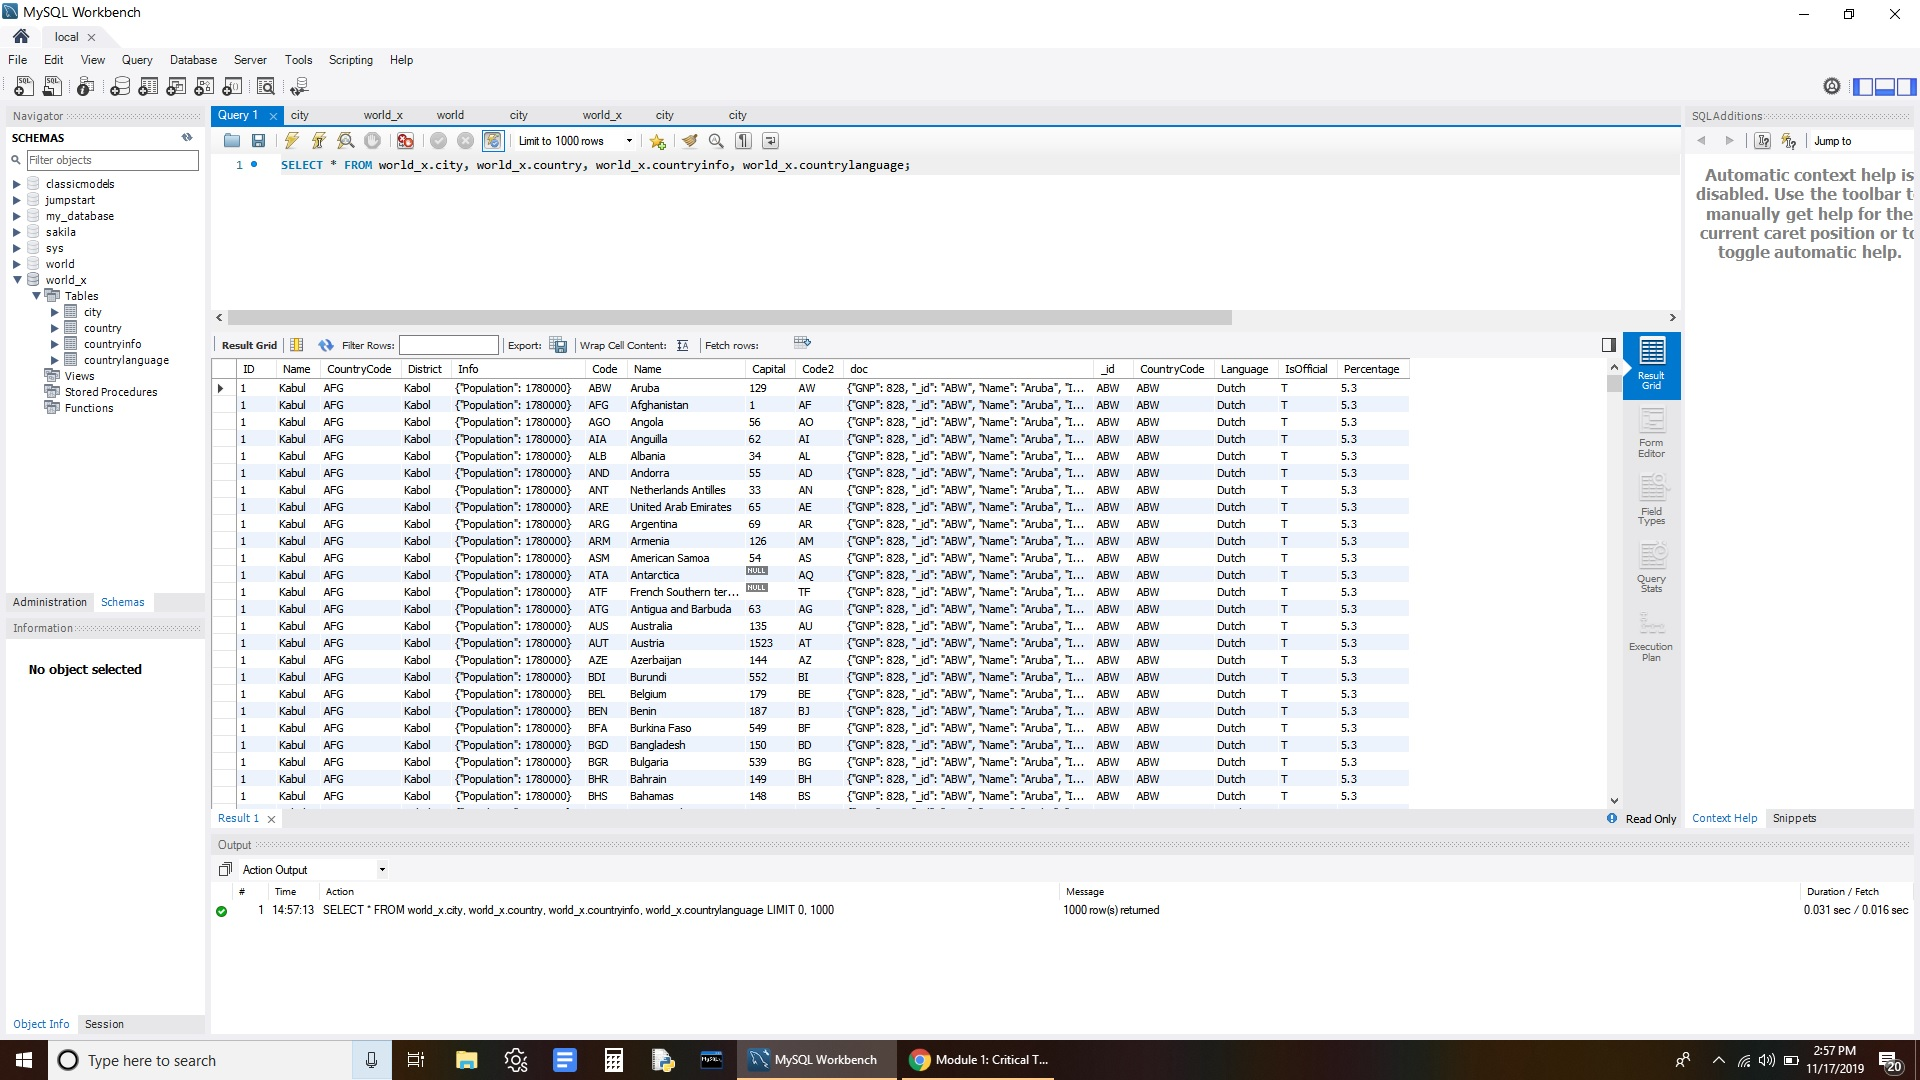 MySQL Workbench
local
File Edit View Query Database Server Tools Scripting Help
Navigator
SCHEMAS
Filter objects
classicmodels
jumpstart
my_database
sakila
sys
world
world_x
Tables
city
country
countryinfo
countrylanguage
Views
Stored Procedures
Functions
Administration Schemas
Information
No object selected
Object Info Session
Query 1 city world_x world city world_x city city
Limit to 1000 rows
1 SELECT * FROM world_x.city, world_x.country, world_x.countryinfo, world_x.countrylanguage;
Result Grid Filter Rows: Export: Wrap Cell Content: Fetch rows:
ID Name CountryCode District Info Code Name Capital Code2 doc _id CountryCode Language IsOfficial Percentage
1 Kabul AFG Kabol {"Population": 1780000} ABW Aruba 129 AW {"GNP": 828, "_id": "ABW", "Name": "Aruba", "I... ABW ABW Dutch T 5.3
1 Kabul AFG Kabol {"Population": 1780000} AFG Afghanistan 1 AF {"GNP": 828, "_id": "ABW", "Name": "Aruba", "I... ABW ABW Dutch T 5.3
1 Kabul AFG Kabol {"Population": 1780000} AGO Angola 56 AO {"GNP": 828, "_id": "ABW", "Name": "Aruba", "I... ABW ABW Dutch T 5.3
1 Kabul AFG Kabol {"Population": 1780000} AIA Anguilla 62 AI {"GNP": 828, "_id": "ABW", "Name": "Aruba", "I... ABW ABW Dutch T 5.3
1 Kabul AFG Kabol {"Population": 1780000} ALB Albania 34 AL {"GNP": 828, "_id": "ABW", "Name": "Aruba", "I... ABW ABW Dutch T 5.3
1 Kabul AFG Kabol {"Population": 1780000} AND Andorra 55 AD {"GNP": 828, "_id": "ABW", "Name": "Aruba", "I... ABW ABW Dutch T 5.3
1 Kabul AFG Kabol {"Population": 1780000} ANT Netherlands Antilles 33 AN {"GNP": 828, "_id": "ABW", "Name": "Aruba", "I... ABW ABW Dutch T 5.3
1 Kabul AFG Kabol {"Population": 1780000} ARE United Arab Emirates 65 AE {"GNP": 828, "_id": "ABW", "Name": "Aruba", "I... ABW ABW Dutch T 5.3
1 Kabul AFG Kabol {"Population": 1780000} ARG Argentina 69 AR {"GNP": 828, "_id": "ABW", "Name": "Aruba", "I... ABW ABW Dutch T 5.3
1 Kabul AFG Kabol {"Population": 1780000} ARM Armenia 126 AM {"GNP": 828, "_id": "ABW", "Name": "Aruba", "I... ABW ABW Dutch T 5.3
1 Kabul AFG Kabol {"Population": 1780000} ASM American Samoa 54 AS {"GNP": 828, "_id": "ABW", "Name": "Aruba", "I... ABW ABW Dutch T 5.3
1 Kabul AFG Kabol {"Population": 1780000} ATA Antarctica NULL AQ {"GNP": 828, "_id": "ABW", "Name": "Aruba", "I... ABW ABW Dutch T 5.3
1 Kabul AFG Kabol {"Population": 1780000} ATF French Southern ter... NULL TF {"GNP": 828, "_id": "ABW", "Name": "Aruba", "I... ABW ABW Dutch T 5.3
1 Kabul AFG Kabol {"Population": 1780000} ATG Antigua and Barbuda 63 AG {"GNP": 828, "_id": "ABW", "Name": "Aruba", "I... ABW ABW Dutch T 5.3
1 Kabul AFG Kabol {"Population": 1780000} AUS Australia 135 AU {"GNP": 828, "_id": "ABW", "Name": "Aruba", "I... ABW ABW Dutch T 5.3
1 Kabul AFG Kabol {"Population": 1780000} AUT Austria 1523 AT {"GNP": 828, "_id": "ABW", "Name": "Aruba", "I... ABW ABW Dutch T 5.3
1 Kabul AFG Kabol {"Population": 1780000} AZE Azerbaijan 144 AZ {"GNP": 828, "_id": "ABW", "Name": "Aruba", "I... ABW ABW Dutch T 5.3
1 Kabul AFG Kabol {"Population": 1780000} BDI Burundi 552 BI {"GNP": 828, "_id": "ABW", "Name": "Aruba", "I... ABW ABW Dutch T 5.3
1 Kabul AFG Kabol {"Population": 1780000} BEL Belgium 179 BE {"GNP": 828, "_id": "ABW", "Name": "Aruba", "I... ABW ABW Dutch T 5.3
1 Kabul AFG Kabol {"Population": 1780000} BEN Benin 187 BJ {"GNP": 828, "_id": "ABW", "Name": "Aruba", "I... ABW ABW Dutch T 5.3
1 Kabul AFG Kabol {"Population": 1780000} BFA Burkina Faso 549 BF {"GNP": 828, "_id": "ABW", "Name": "Aruba", "I... ABW ABW Dutch T 5.3
1 Kabul AFG Kabol {"Population": 1780000} BGD Bangladesh 150 BD {"GNP": 828, "_id": "ABW", "Name": "Aruba", "I... ABW ABW Dutch T 5.3
1 Kabul AFG Kabol {"Population": 1780000} BGR Bulgaria 539 BG {"GNP": 828, "_id": "ABW", "Name": "Aruba", "I... ABW ABW Dutch T 5.3
1 Kabul AFG Kabol {"Population": 1780000} BHR Bahrain 149 BH {"GNP": 828, "_id": "ABW", "Name": "Aruba", "I... ABW ABW Dutch T 5.3
1 Kabul AFG Kabol {"Population": 1780000} BHS Bahamas 148 BS {"GNP": 828, "_id": "ABW", "Name": "Aruba", "I... ABW ABW Dutch T 5.3
Result 1
Read Only
Result
Grid
Form
Editor
Field
Types
Query
Stats
Execution
Plan
SQLAdditions
Jump to
Automatic context help is
disabled. Use the toolbar t
manually get help for the
current caret position or to
toggle automatic help.
Context Help Snippets
Output
Action Output
# Time Action Message Duration / Fetch
1 14:57:13 SELECT * FROM world_x.city, world_x.country, world_x.countryinfo, world_x.countrylanguage LIMIT 0, 1000 1000 row(s) returned 0.031 sec / 0.016 sec
Type here to search
MySQL Workbench
Module 1: Critical T...
2:57 PM
11/17/2019
20